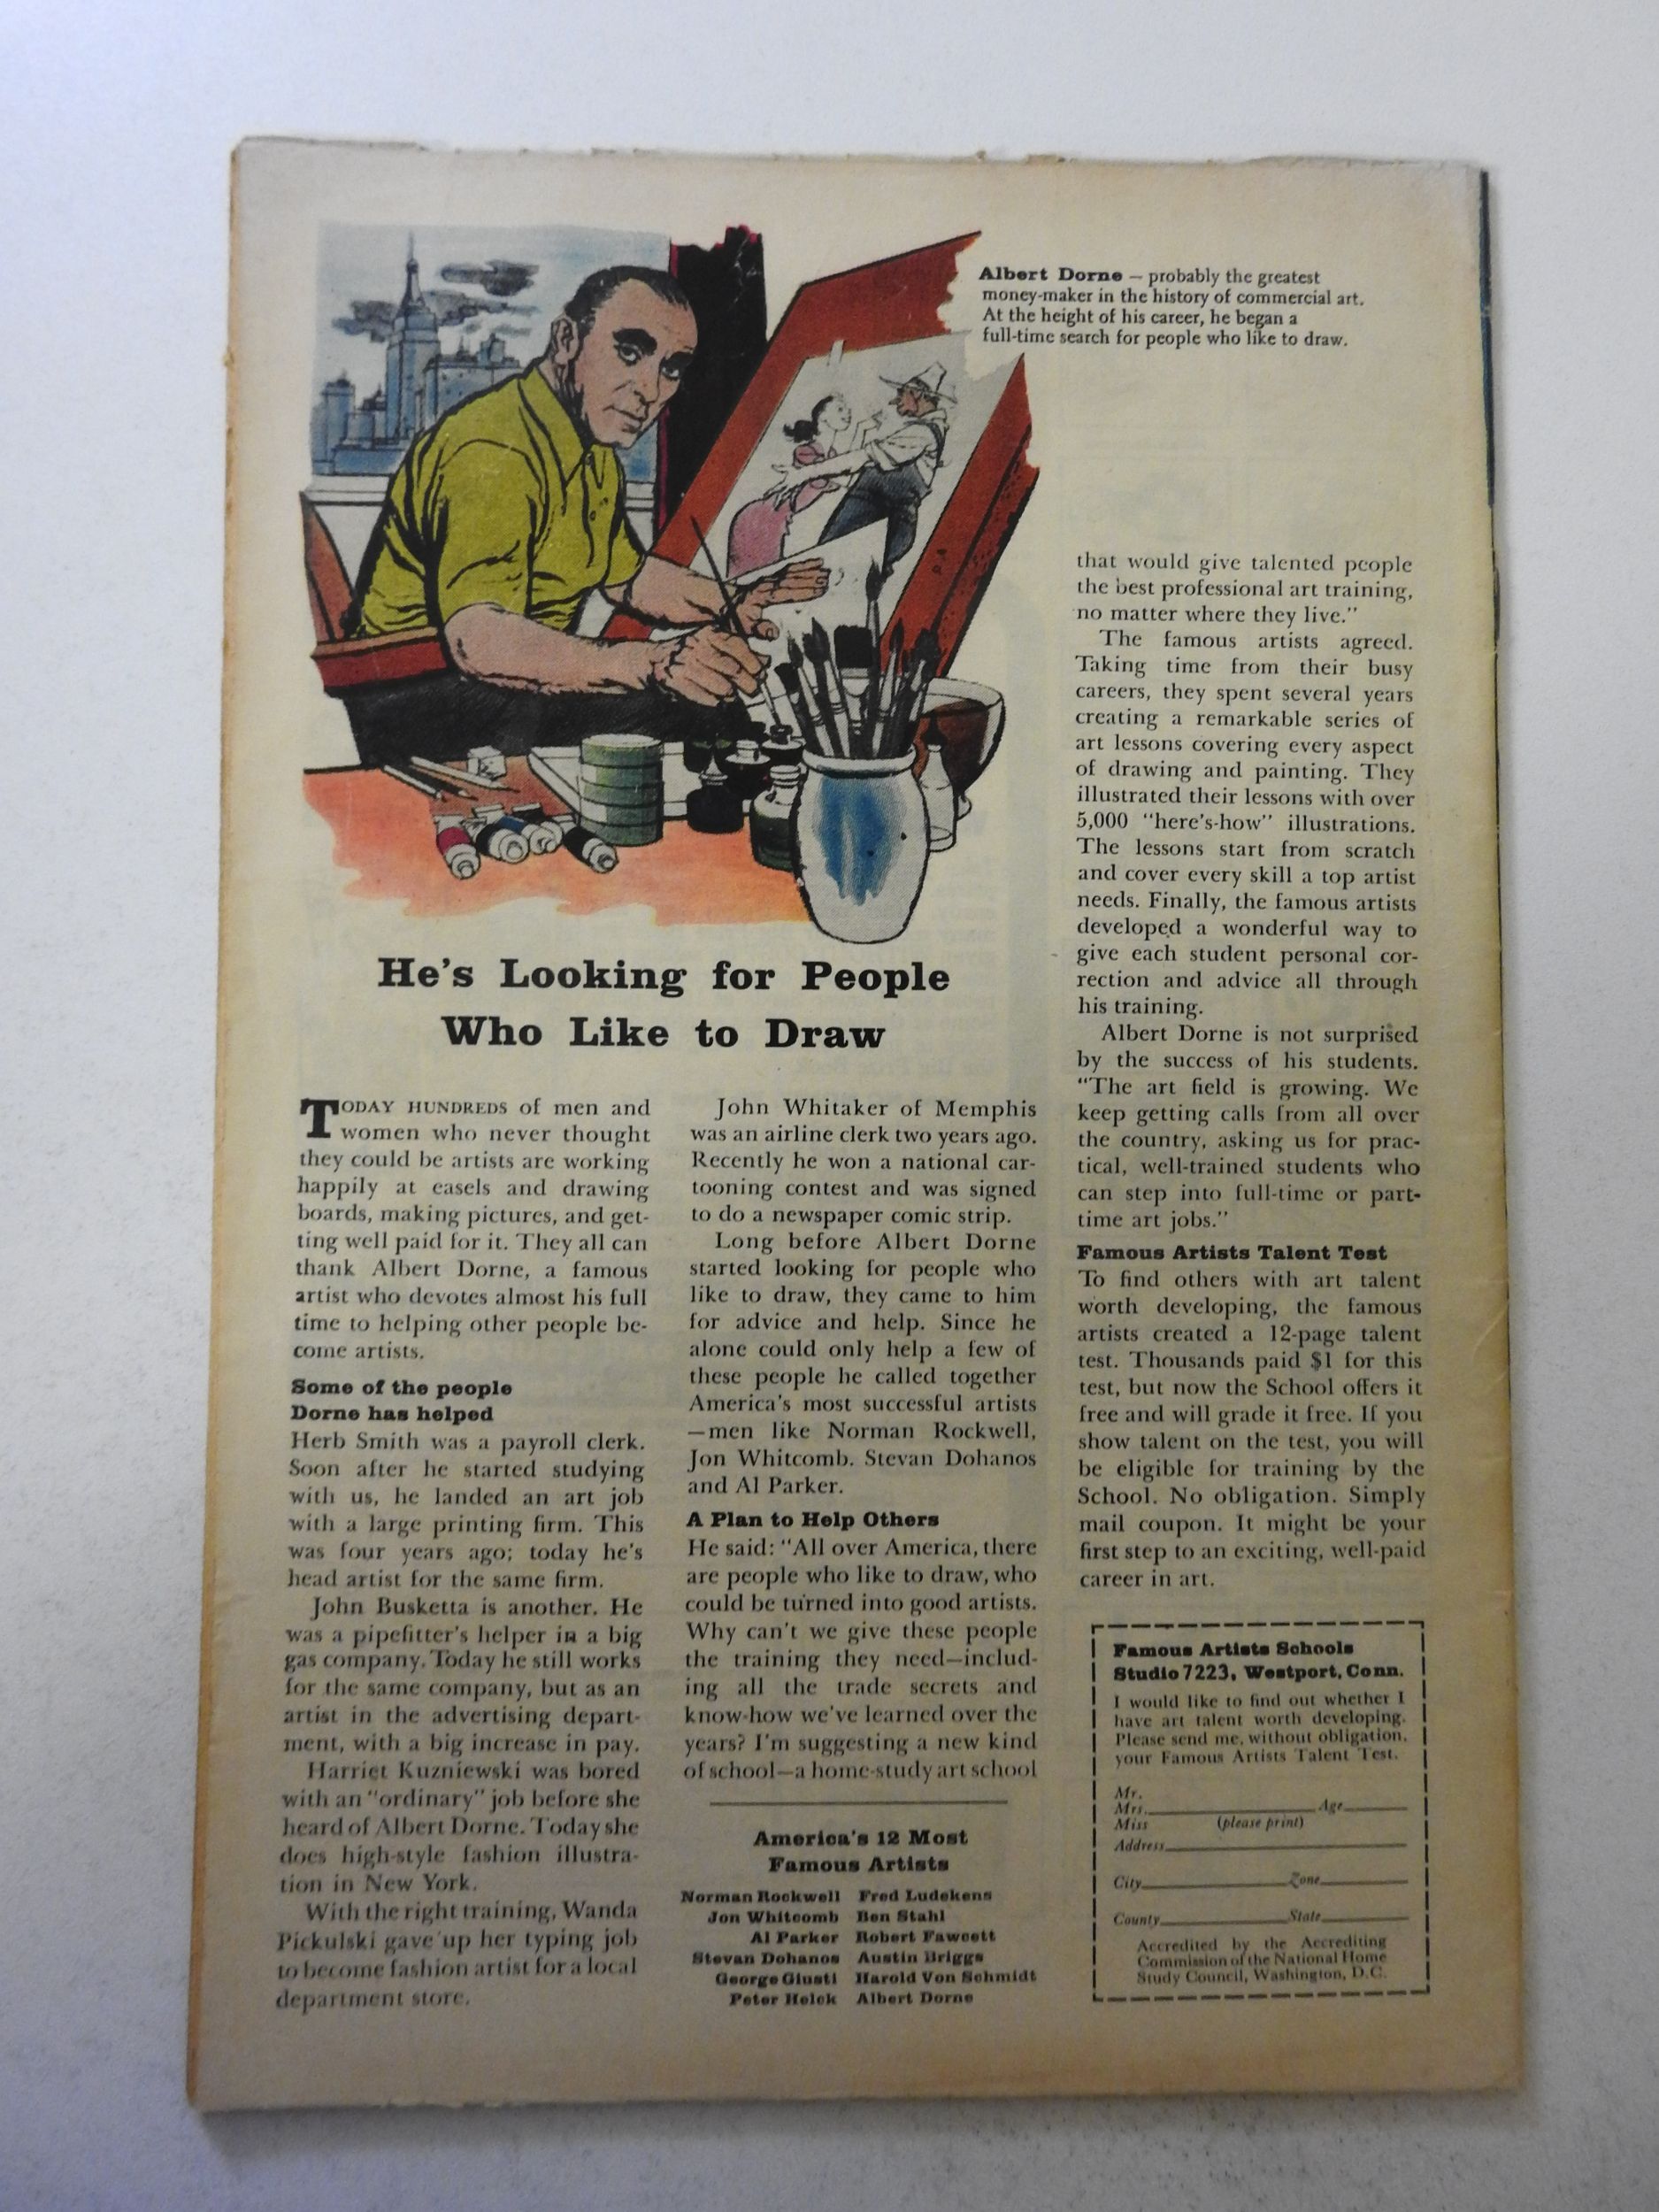 Albert Dorne — probably the greatest
money-maker in the history of commercial art.
At the height of his career, he began a
full-time search for people who like to draw.
He's Looking for People
Who Like to Draw
TODAY HUNDREDS of men and
women who never thought
they could be artists are working
happily at easels and drawing
boards, making pictures, and get-
ting well paid for it. They all can
thank Albert Dorne, a famous
artist who devotes almost his full
time to helping other people be-
come artists.
Some of the people
Dorne has helped
Herb Smith was a payroll clerk.
Soon after he started studying
with us, he landed an art job
with a large printing firm. This
was four years ago; today he's
head artist for the same firm.
John Busketta is another. He
was a pipefitter's helper in a big
gas company. Today he still works
for the same company, but as an
artist in the advertising depart-
ment, with a big increase in pay.
Harriet Kuzniewski was bored
with an "ordinary" job before she
heard of Albert Dorne. Today she
does high-style fashion illustra-
tion in New York.
With the right training, Wanda
Pickulski gave up her typing job
to become fashion artist for a local
department store.
John Whitaker of Memphis
was an airline clerk two years ago.
Recently he won a national car-
tooning contest and was signed
to do a newspaper comic strip.
Long before Albert Dorne
started looking for people who
like to draw, they came to him
for advice and help. Since he
alone could only help a few of
these people he called together
America's most successful artists
—men like Norman Rockwell,
Jon Whitcomb. Stevan Dohanos
and Al Parker.
A Plan to Help Others
He said: "All over America, there
are people who like to draw, who
could be turned into good artists.
Why can't we give these people
the training they need—includ-
ing all the trade secrets and
know-how we've learned over the
years? I'm suggesting a new kind
of school—a home-study art school
America's 12 Most
Famous Artists
Norman Rockwell Fred Ludekens
Jon Whitcomb Ben Stahl
Al Parker Robert Fawcett
Stevan Dohanos Austin Briggs
George Giusti Harold Von Schmidt
Peter Helck Albert Dorne
that would give talented people
the best professional art training,
no matter where they live."
The famous artists agreed.
Taking time from their busy
careers, they spent several years
creating a remarkable series of
art lessons covering every aspect
of drawing and painting. They
illustrated their lessons with over
5,000 "here's-how" illustrations.
The lessons start from scratch
and cover every skill a top artist
needs. Finally, the famous artists
developed a wonderful way to
give each student personal cor-
rection and advice all through
his training.
Albert Dorne is not surprised
by the success of his students.
"The art field is growing. We
keep getting calls from all over
the country, asking us for prac-
tical, well-trained students who
can step into full-time or part-
time art jobs."
Famous Artists Talent Test
To find others with art talent
worth developing, the famous
artists created a 12-page talent
test. Thousands paid $1 for this
test, but now the School offers it
free and will grade it free. If you
show talent on the test, you will
be eligible for training by the
School. No obligation. Simply
mail coupon. It might be your
first step to an exciting, well-paid
career in art.
Famous Artists Schools
Studio 7223, Westport, Conn.
I would like to find out whether I
have art talent worth developing.
Please send me, without obligation,
your Famous Artists Talent Test.
Mr.
Mrs. Age
Miss (please print)
Address
City Zone
County State
Accredited by the Accrediting
Commission of the National Home
Study Council, Washington, D.C.